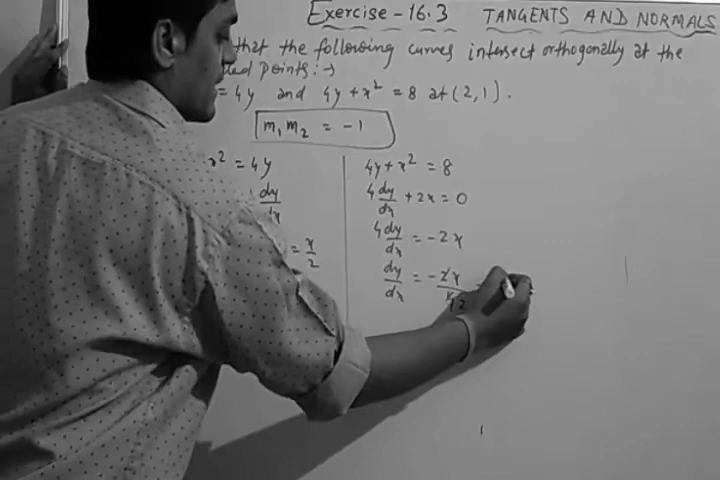 Exercise - 16.3 TANGENTS AND NORMALS
that the following curves intersect orthogonally at the
points :→
= 4y and 4y + x² = 8 at (2, 1).
m₁ m₂ = -1
x² = 4y
dy/dx
= x/2
4y + x² = 8
4 dy/dx + 2x = 0
4 dy/dx = -2x
dy/dx = -2x/4 2